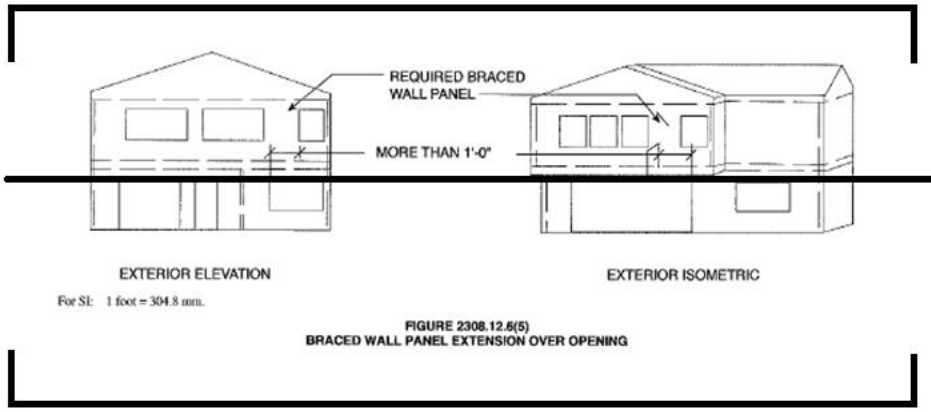 REQUIRED BRACED
WALL PANEL
MORE THAN 1'-0"
EXTERIOR ELEVATION
EXTERIOR ISOMETRIC
For SI: 1 foot = 304.8 mm.
FIGURE 2308.12.6(5)
BRACED WALL PANEL EXTENSION OVER OPENING